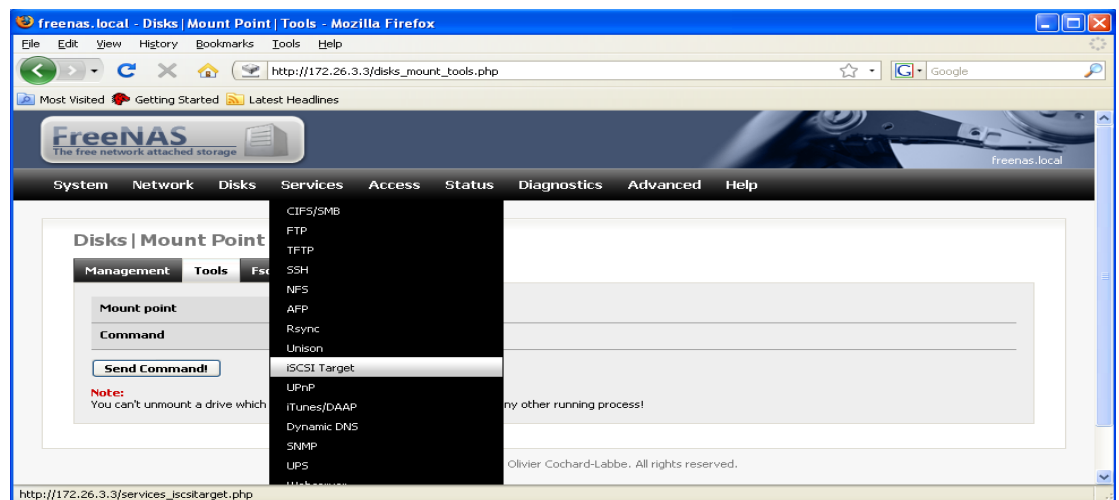 freenas.local - Disks|Mount Point|Tools - Mozilla Firefox
File Edit View History Bookmarks Tools Help
http://172.26.3.3/disks_mount_tools.php
G Google
Most Visited Getting Started Latest Headlines
FreeNAS
The free network attached storage
freenas.local
System Network Disks Services Access Status Diagnostics Advanced Help
Disks|Mount Point
Management Tools Fsc
Mount point
Command
Send Command!
Note:
You can't unmount a drive which
ny other running process!
CIFS/SMB
FTP
TFTP
SSH
NFS
AFP
Rsync
Unison
iSCSI Target
UPnP
iTunes/DAAP
Dynamic DNS
SNMP
UPS
Olivier Cochard-Labbe. All rights reserved.
http://172.26.3.3/services_iscsitarget.php